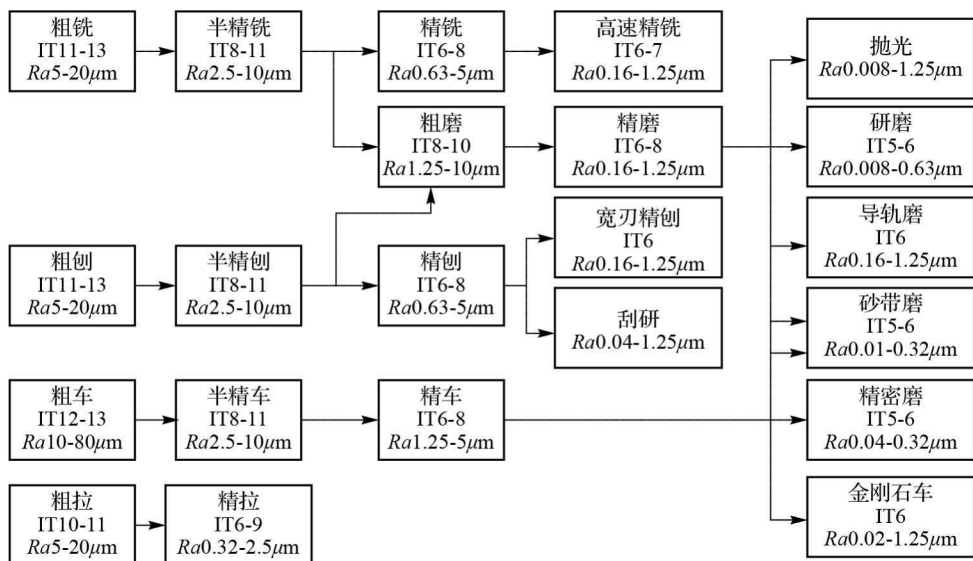 粗铣
IT11-13
Ra5-20μm
半精铣
IT8-11
Ra2.5-10μm
精铣
IT6-8
Ra0.63-5μm
高速精铣
IT6-7
Ra0.16-1.25μm
抛光
Ra0.008-1.25μm
粗磨
IT8-10
Ra1.25-10μm
精磨
IT6-8
Ra0.16-1.25μm
研磨
IT5-6
Ra0.008-0.63μm
宽刃精刨
IT6
Ra0.16-1.25μm
导轨磨
IT6
Ra0.16-1.25μm
粗刨
IT11-13
Ra5-20μm
半精刨
IT8-11
Ra2.5-10μm
精刨
IT6-8
Ra0.63-5μm
刮研
Ra0.04-1.25μm
砂带磨
IT5-6
Ra0.01-0.32μm
粗车
IT12-13
Ra10-80μm
半精车
IT8-11
Ra2.5-10μm
精车
IT6-8
Ra1.25-5μm
精密磨
IT5-6
Ra0.04-0.32μm
粗拉
IT10-11
Ra5-20μm
精拉
IT6-9
Ra0.32-2.5μm
金刚石车
IT6
Ra0.02-1.25μm